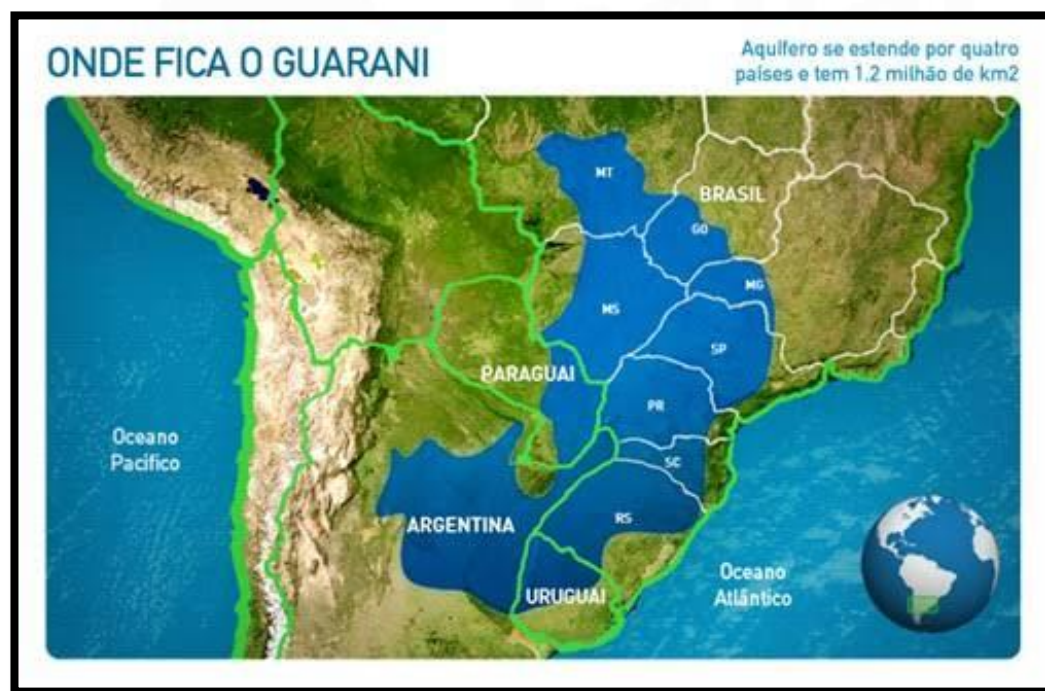 ONDE FICA O GUARANI
Aquífero se estende por quatro
países e tem 1.2 milhão de km2
MT
BRASIL
GO
MG
MS
SP
PARAGUAI
PR
Oceano
Pacífico
SC
ARGENTINA
RS
URUGUAI
Oceano
Atlântico